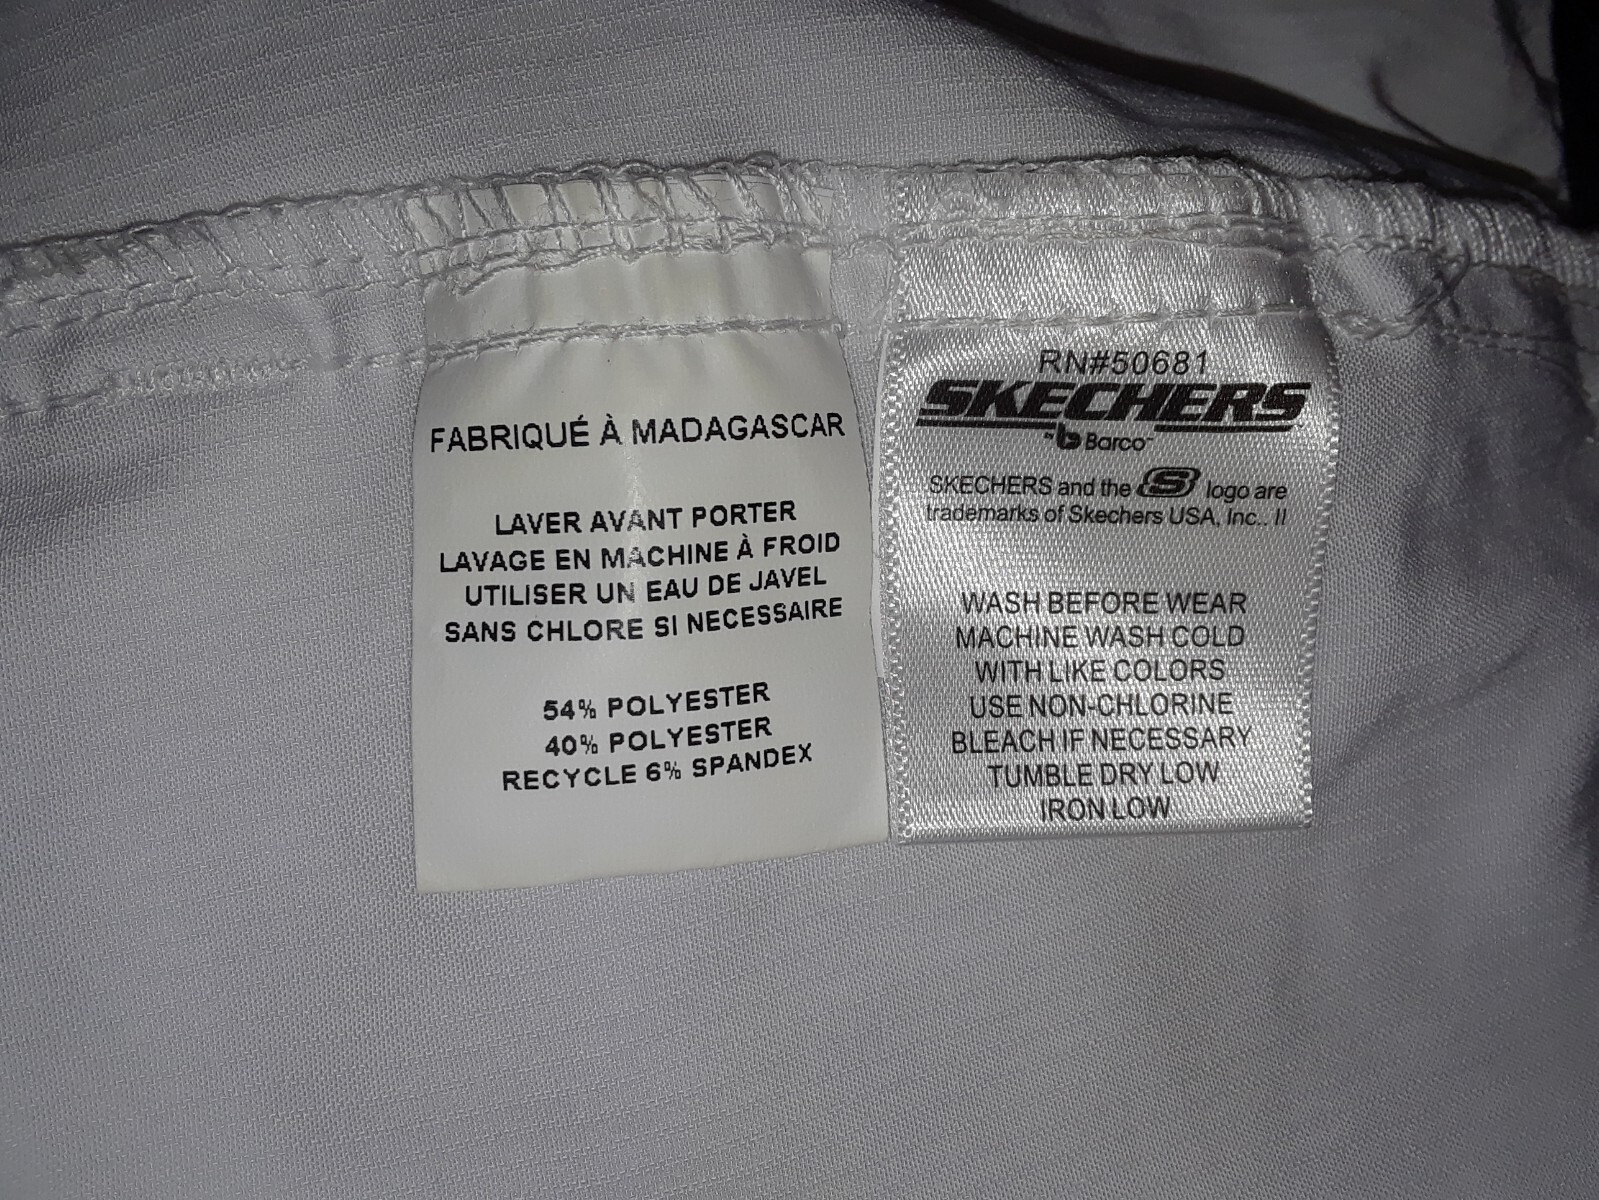 FABRIQUÉ À MADAGASCAR
LAVER AVANT PORTER
LAVAGE EN MACHINE À FROID
UTILISER UN EAU DE JAVEL
SANS CHLORE SI NECESSAIRE
54% POLYESTER
40% POLYESTER
RECYCLE 6% SPANDEX
RN#50681
SKECHERS
by b Barco™
SKECHERS and the S logo are
trademarks of Skechers USA, Inc.. II
WASH BEFORE WEAR
MACHINE WASH COLD
WITH LIKE COLORS
USE NON-CHLORINE
BLEACH IF NECESSARY
TUMBLE DRY LOW
IRON LOW